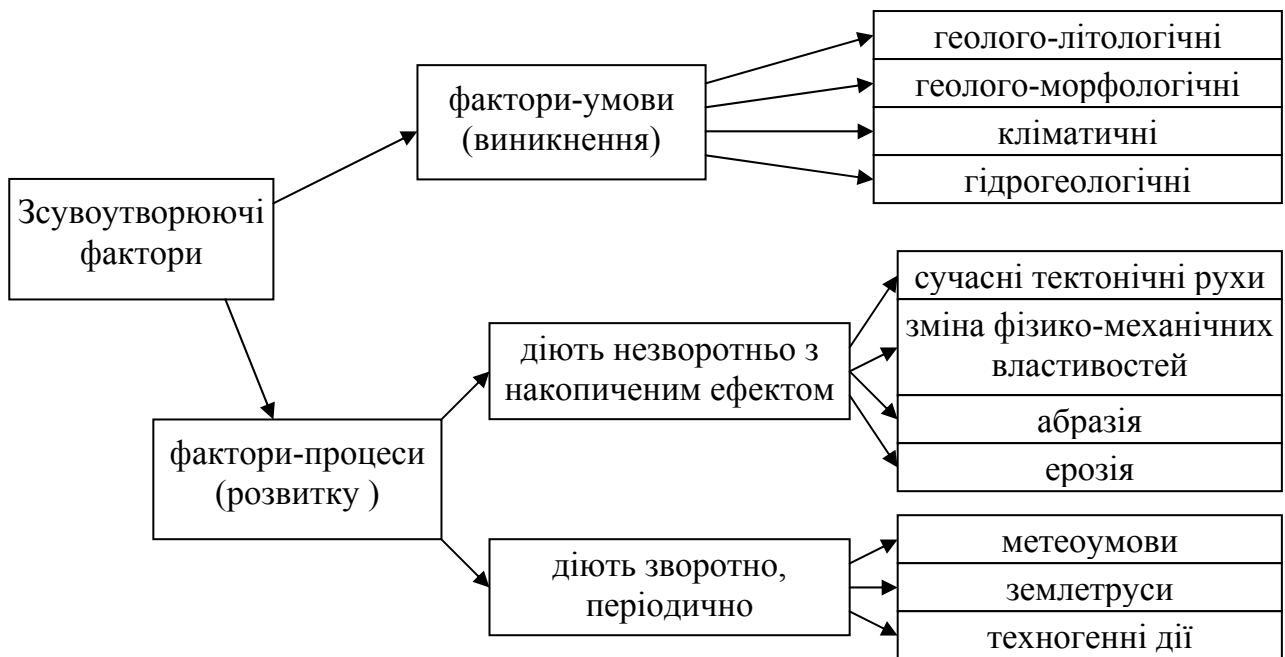 Зсувоутворюючі
фактори
фактори-умови
(виникнення)
геолого-літологічні
геолого-морфологічні
кліматичні
гідрогеологічні
фактори-процеси
(розвитку )
діють незворотньо з
накопиченим ефектом
сучасні тектонічні рухи
зміна фізико-механічних
властивостей
абразія
ерозія
діють зворотно,
періодично
метеоумови
землетруси
техногенні дії